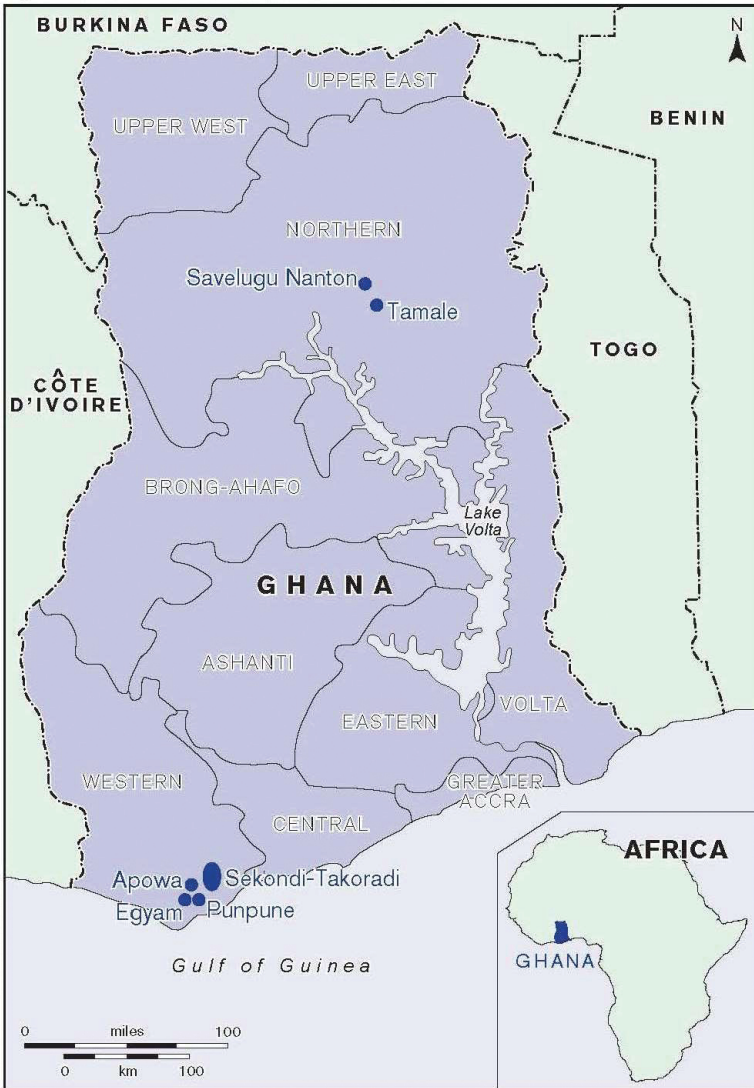 BURKINA FASO
N
UPPER EAST
UPPER WEST
BENIN
NORTHERN
Savelugu Nanton
Tamale
TOGO
CÔTE
D'IVOIRE
BRONG-AHAFO
Lake
Volta
GHANA
ASHANTI
VOLTA
EASTERN
WESTERN
GREATER
ACCRA
CENTRAL
AFRICA
Apowa
Sekondi-Takoradi
Egyam
Punpune
GHANA
Gulf of Guinea
0 miles 100
0 km 100